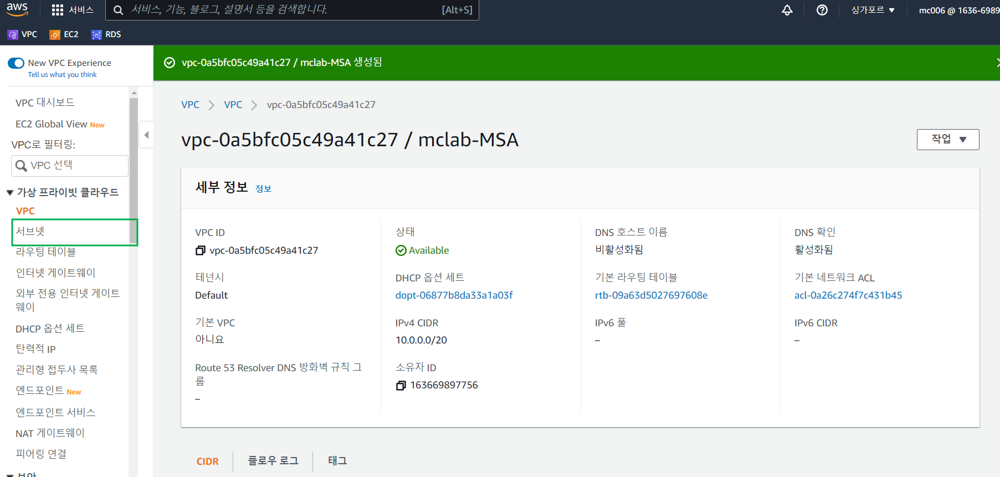 aws
서비스
서비스, 기능, 블로그, 설명서 등을 검색합니다.
[Alt+S]
싱가포르 ▼
mc006 @ 1636-6989
VPC
EC2
RDS
New VPC Experience
Tell us what you think
vpc-0a5bfc05c49a41c27 / mclab-MSA 생성됨
VPC 대시보드
EC2 Global View New
VPC로 필터링:
VPC 선택
가상 프라이빗 클라우드
VPC
서브넷
라우팅 테이블
인터넷 게이트웨이
외부 전용 인터넷 게이트
웨이
DHCP 옵션 세트
탄력적 IP
관리형 접두사 목록
엔드포인트 New
엔드포인트 서비스
NAT 게이트웨이
피어링 연결
보안
VPC > VPC > vpc-0a5bfc05c49a41c27
vpc-0a5bfc05c49a41c27 / mclab-MSA
작업 ▼
세부 정보 정보
VPC ID
vpc-0a5bfc05c49a41c27
상태
Available
DNS 호스트 이름
비활성화됨
DNS 확인
활성화됨
테넌시
Default
DHCP 옵션 세트
dopt-06877b8da33a1a03f
기본 라우팅 테이블
rtb-09a63d5027697608e
기본 네트워크 ACL
acl-0a26c274f7c431b45
기본 VPC
아니요
IPv4 CIDR
10.0.0.0/20
IPv6 풀
–
IPv6 CIDR
–
Route 53 Resolver DNS 방화벽 규칙 그
룹
–
소유자 ID
163669897756
CIDR
플로우 로그
태그